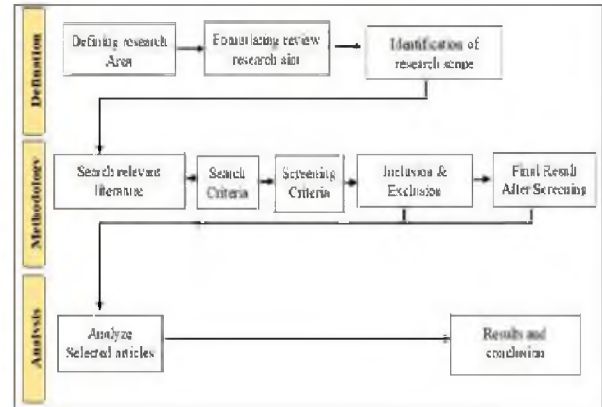 Defination
Defining research
Area
Formulating review
research aim
Identification of
research scope
Methodology
Search relevant
literature
Search
Criteria
Screening
Criteria
Inclusion &
Exclusion
Final Result
After Screening
Analysis
Analyze
Selected articles
Results and
conclusion